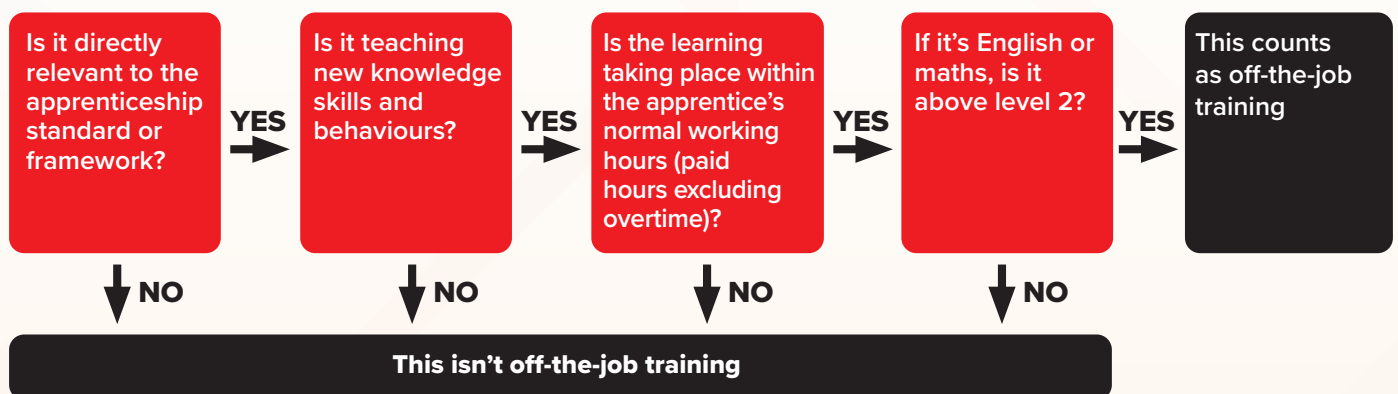 Is it directly
relevant to the
apprenticeship
standard or
framework?
YES
Is it teaching
new knowledge
skills and
behaviours?
YES
Is the learning
taking place within
the apprentice’s
normal working
hours (paid
hours excluding
overtime)?
YES
If it’s English or
maths, is it
above level 2?
YES
This counts
as off-the-job
training
NO
NO
NO
NO
This isn’t off-the-job training